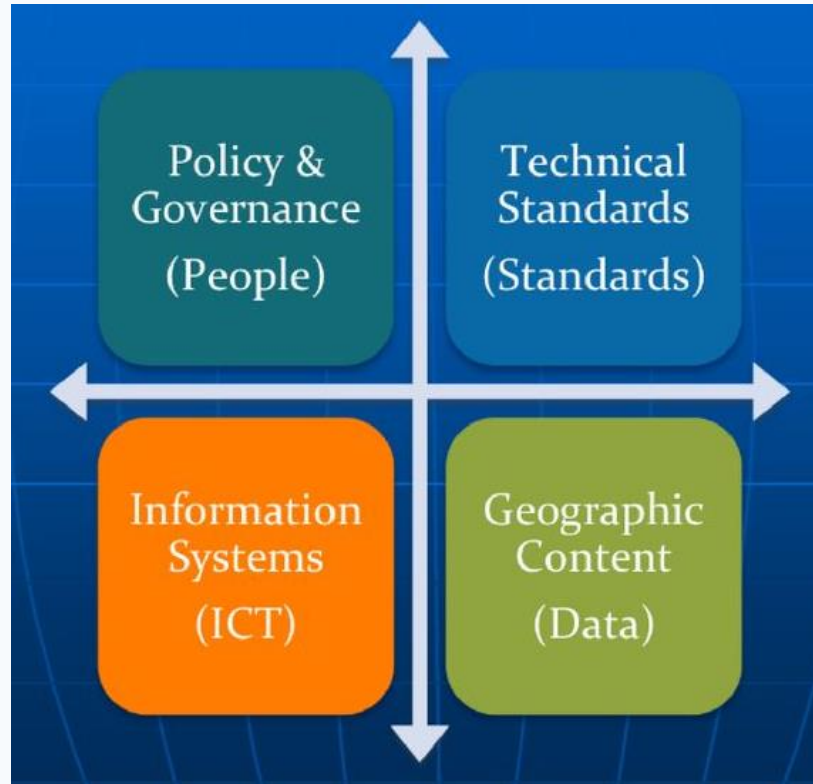 Policy &
Governance
(People)
Technical
Standards
(Standards)
Information
Systems
(ICT)
Geographic
Content
(Data)